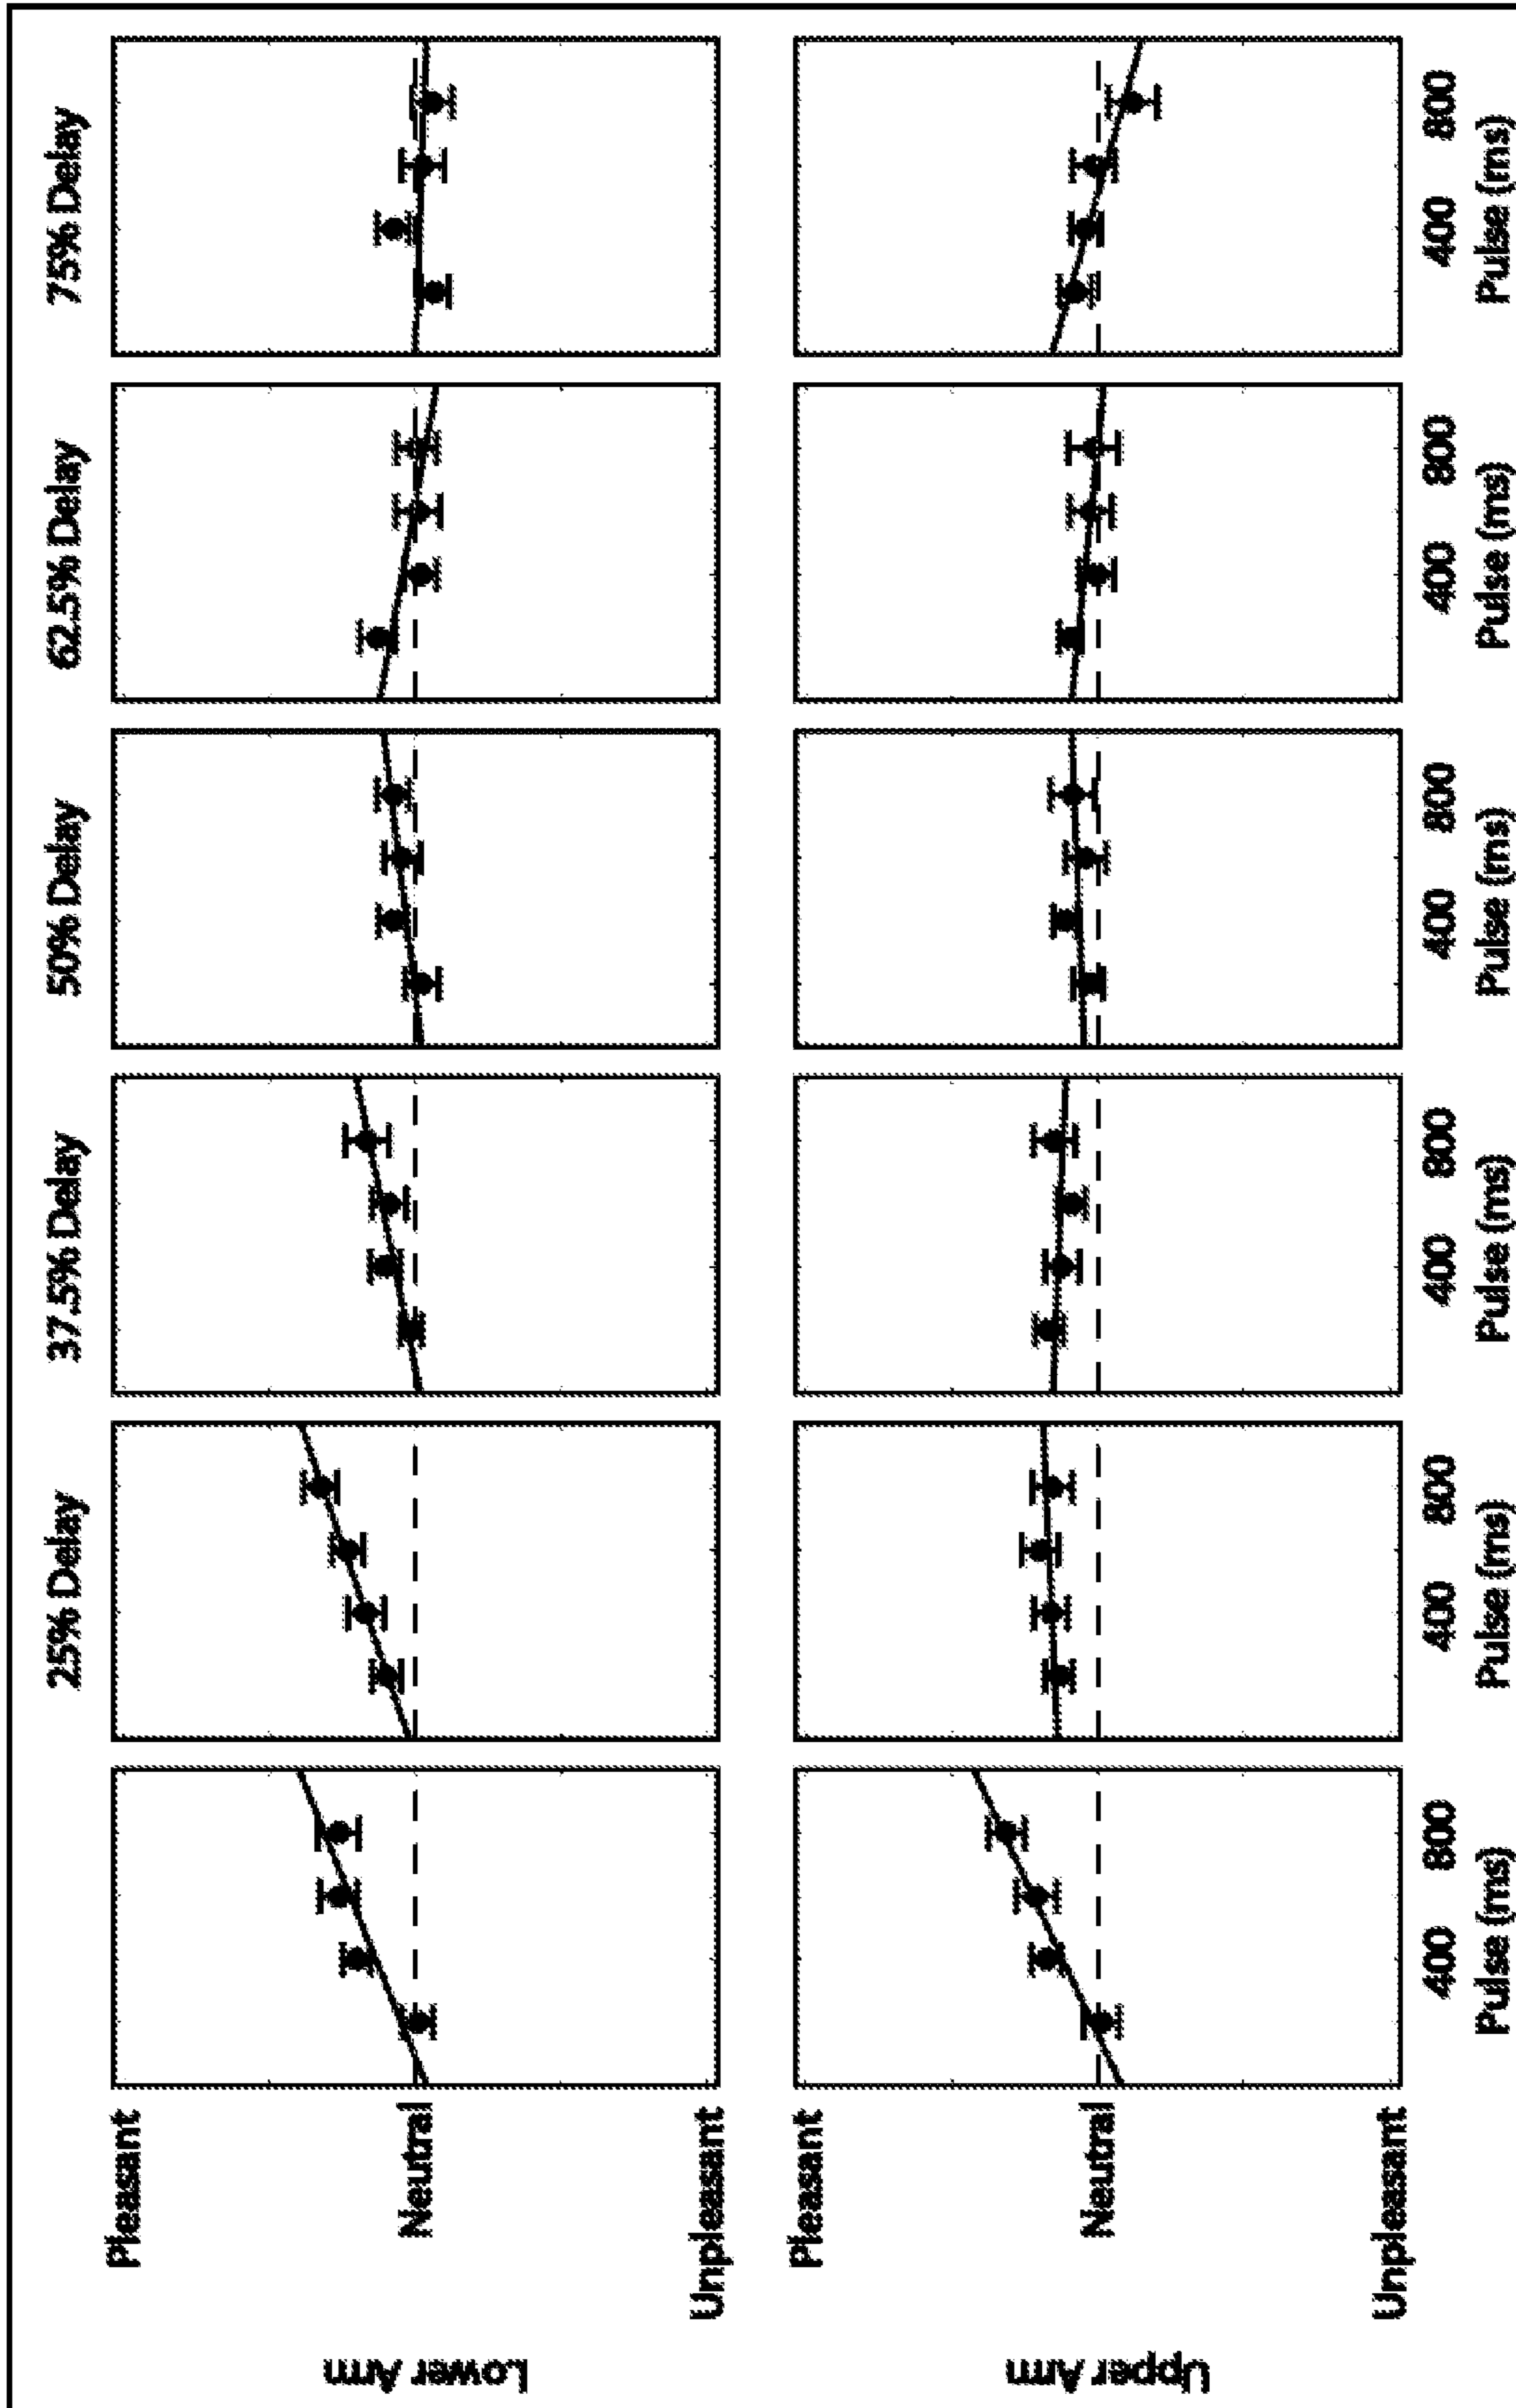 25% Delay
37.5% Delay
50% Delay
62.5% Delay
75% Delay
Lower Arm
Pleasant
Neutral
Unpleasant
Upper Arm
Pleasant
Neutral
Unpleasant
400 800
400 800
400 800
400 800
400 800
400 800
Pulse (ms)
Pulse (ms)
Pulse (ms)
Pulse (ms)
Pulse (ms)
Pulse (ms)